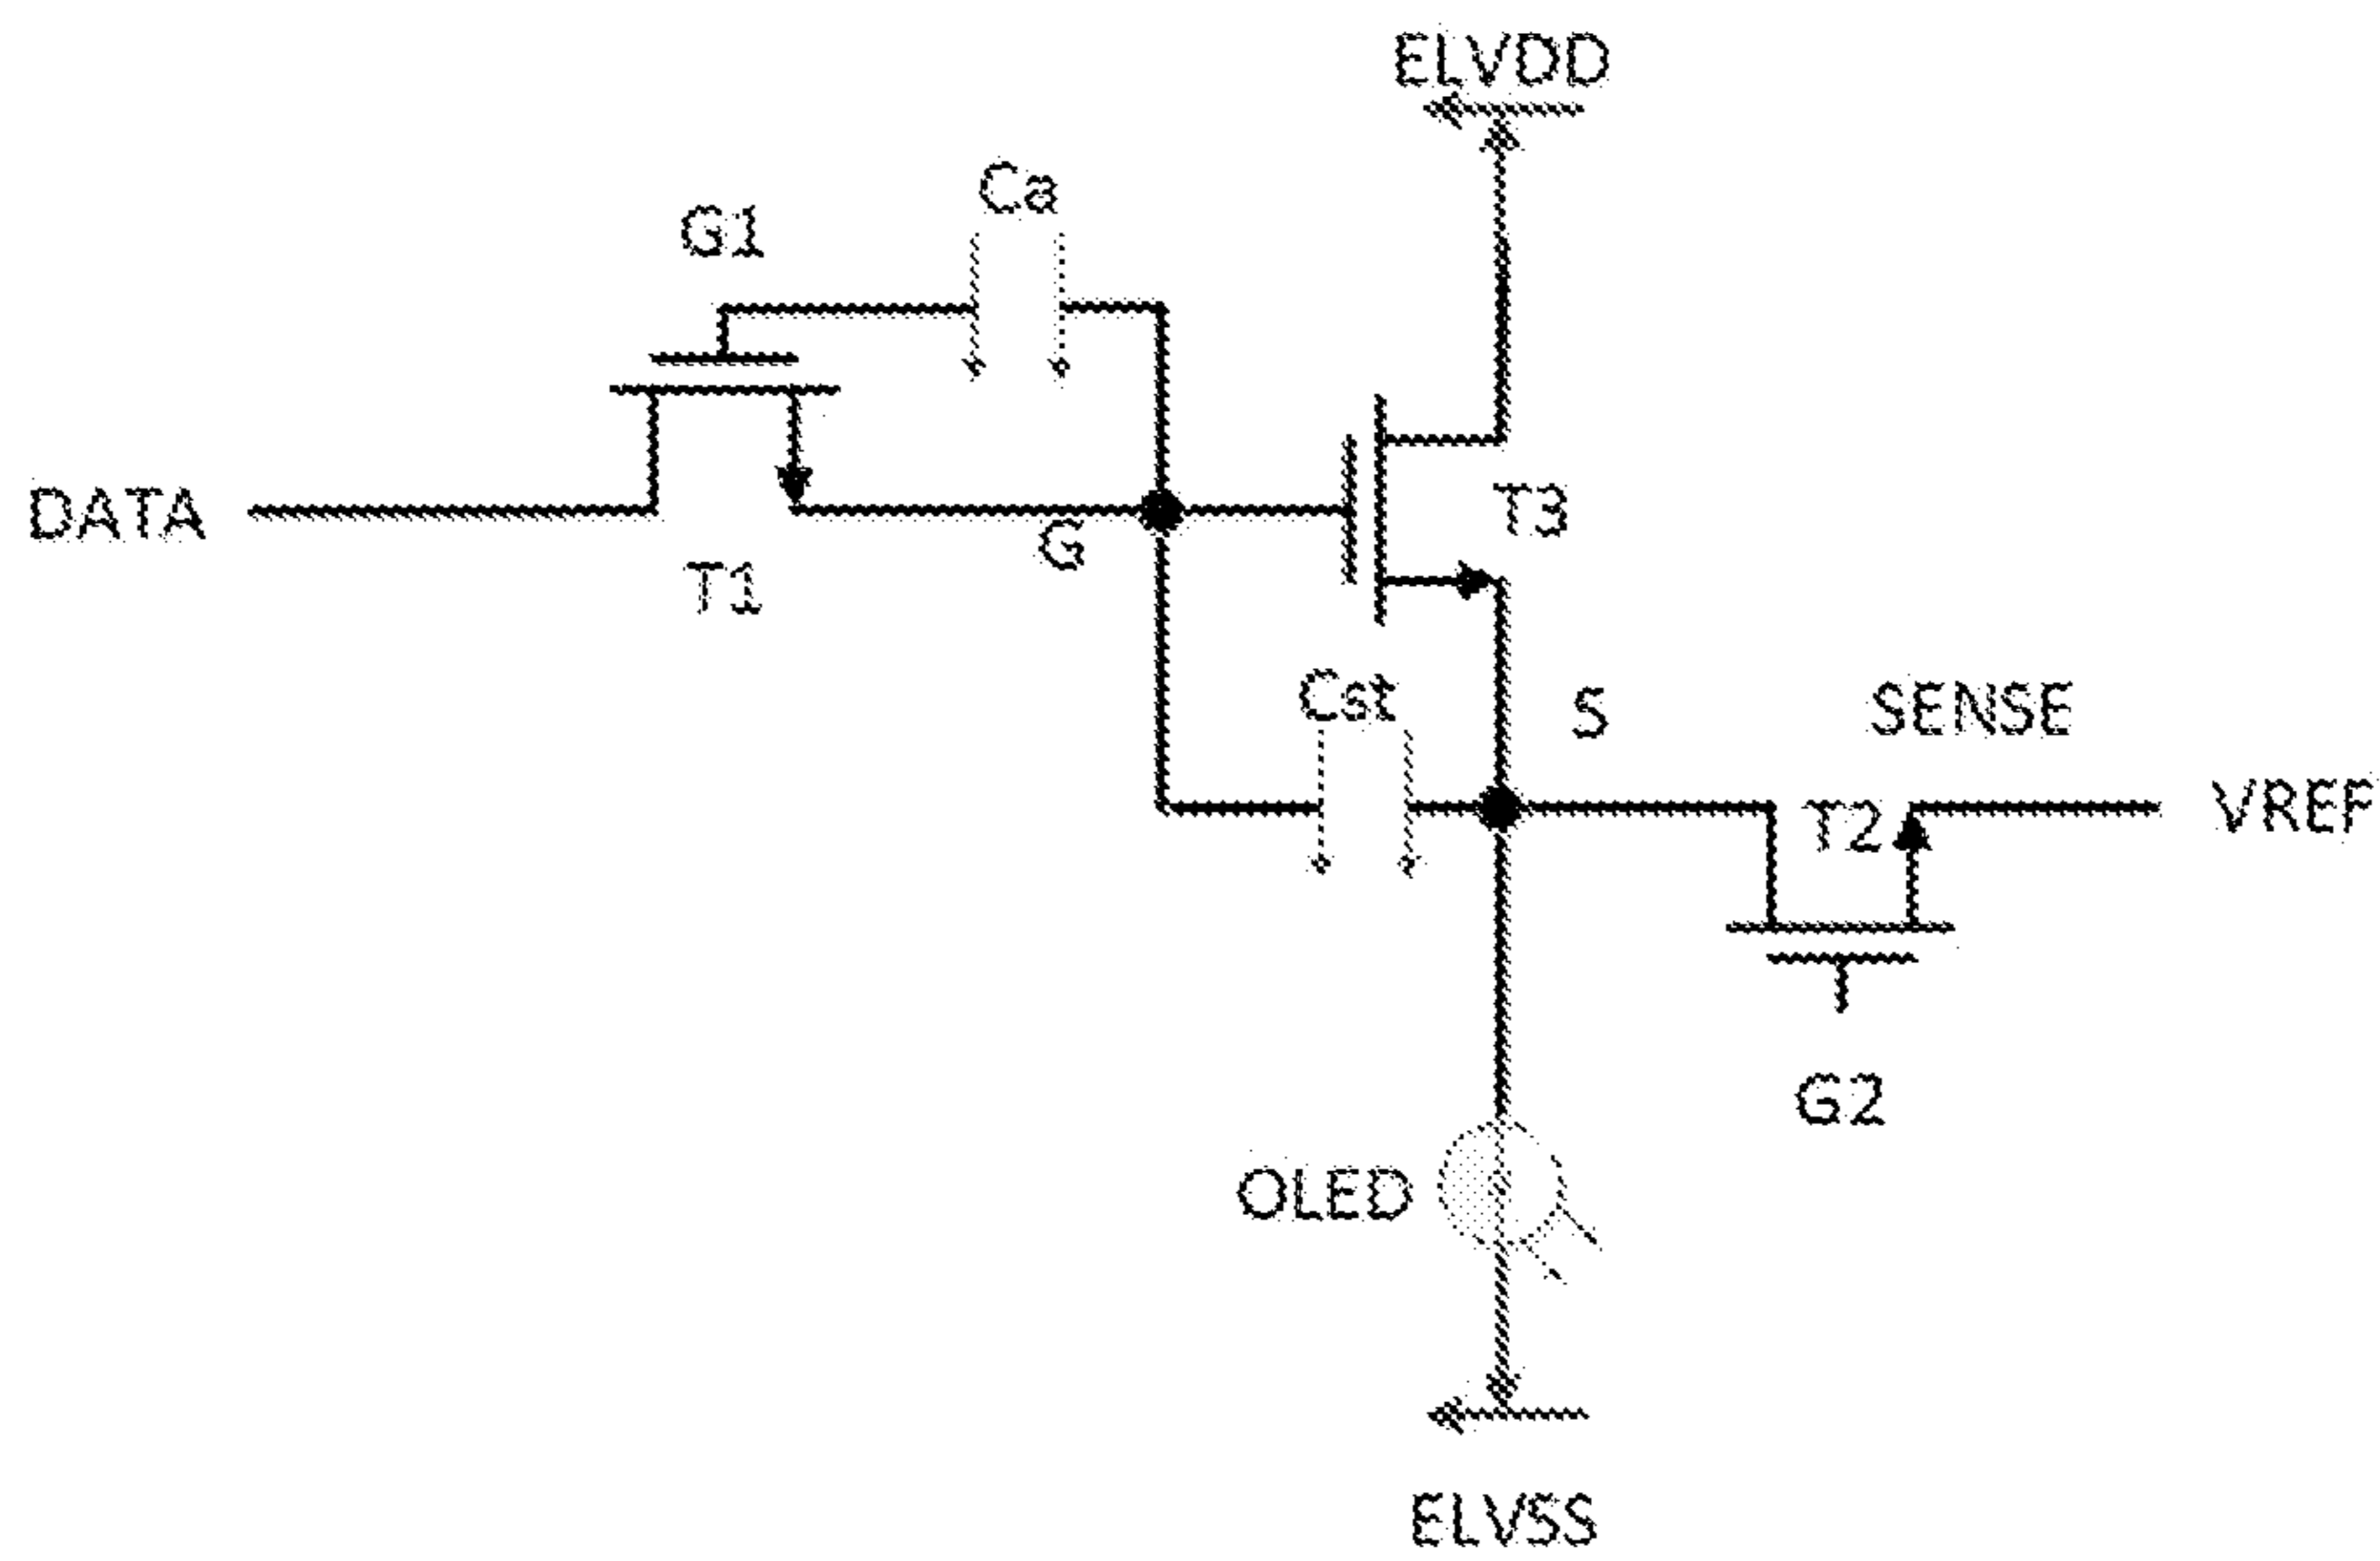 ELVDD
Ca
G1
DATA
T3
G
T1
Cst
S
SENSE
T2
VREF
G2
OLED
ELVSS